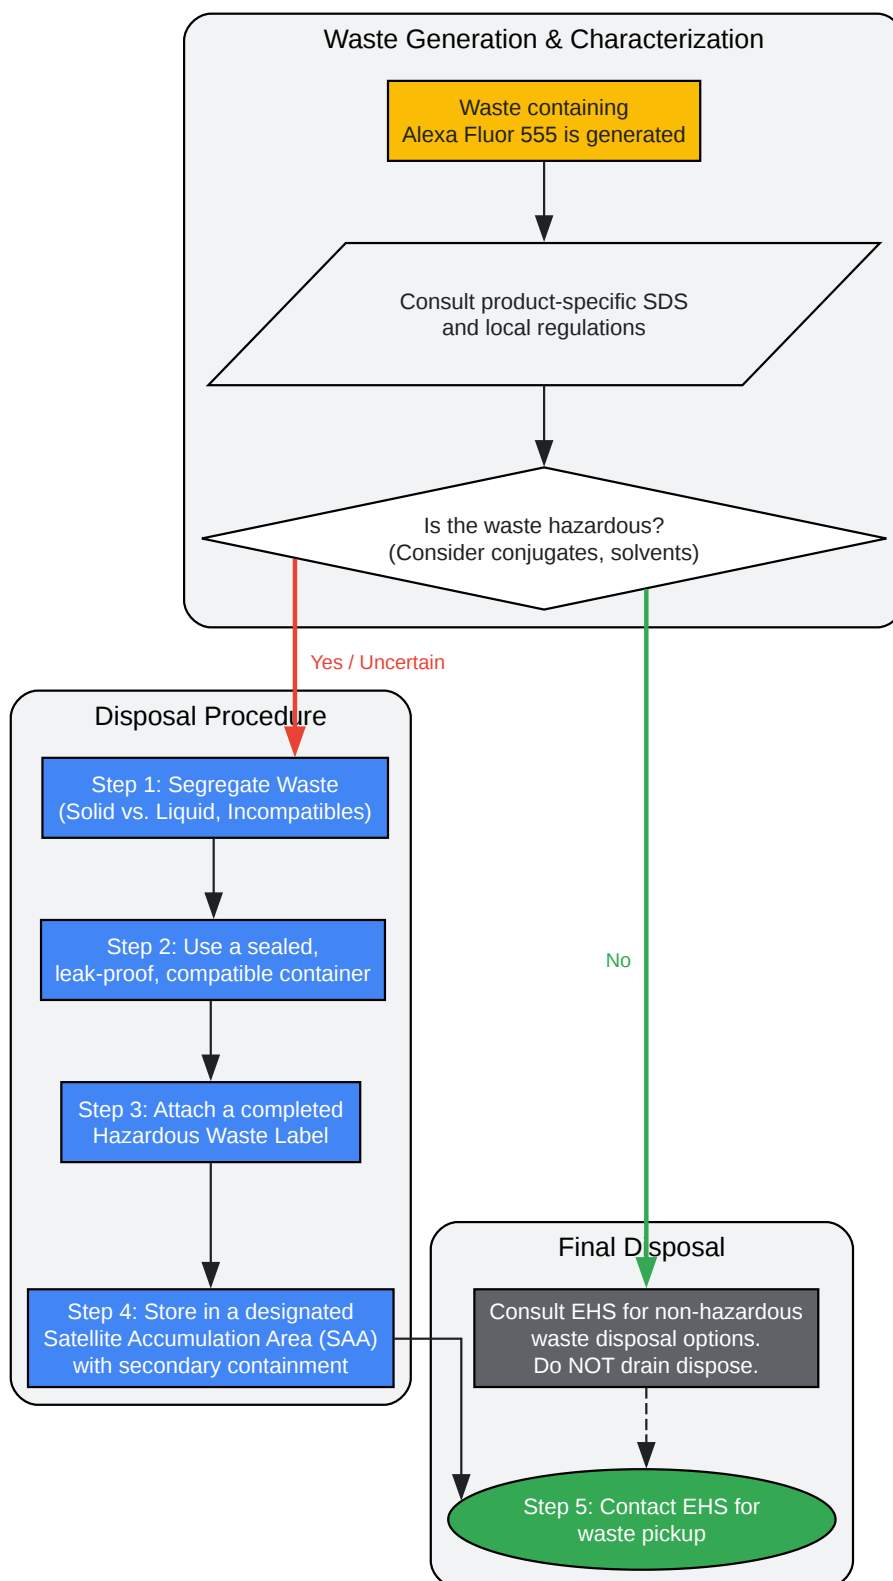 Waste Generation & Characterization
Waste containing
Alexa Fluor 555 is generated
Consult product-specific SDS
and local regulations
Is the waste hazardous?
(Consider conjugates, solvents)
Yes / Uncertain
Disposal Procedure
Step 1: Segregate Waste
(Solid vs. Liquid, Incompatibles)
Step 2: Use a sealed,
leak-proof, compatible container
No
Step 3: Attach a completed
Hazardous Waste Label
Step 4: Store in a designated
Satellite Accumulation Area (SAA)
with secondary containment
Final Disposal
Consult EHS for non-hazardous
waste disposal options.
Do NOT drain dispose.
Step 5: Contact EHS for
waste pickup